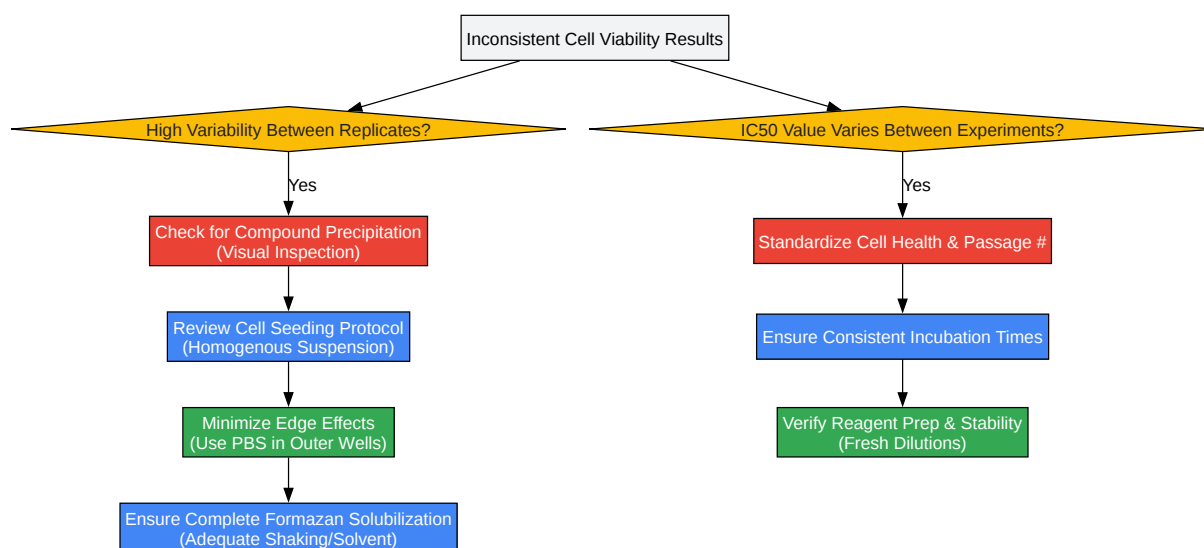 Inconsistent Cell Viability Results
High Variability Between Replicates?
IC50 Value Varies Between Experiments?
Yes
Yes
Check for Compound Precipitation
(Visual Inspection)
Standardize Cell Health & Passage #
Review Cell Seeding Protocol
(Homogenous Suspension)
Ensure Consistent Incubation Times
Minimize Edge Effects
(Use PBS in Outer Wells)
Verify Reagent Prep & Stability
(Fresh Dilutions)
Ensure Complete Formazan Solubilization
(Adequate Shaking/Solvent)